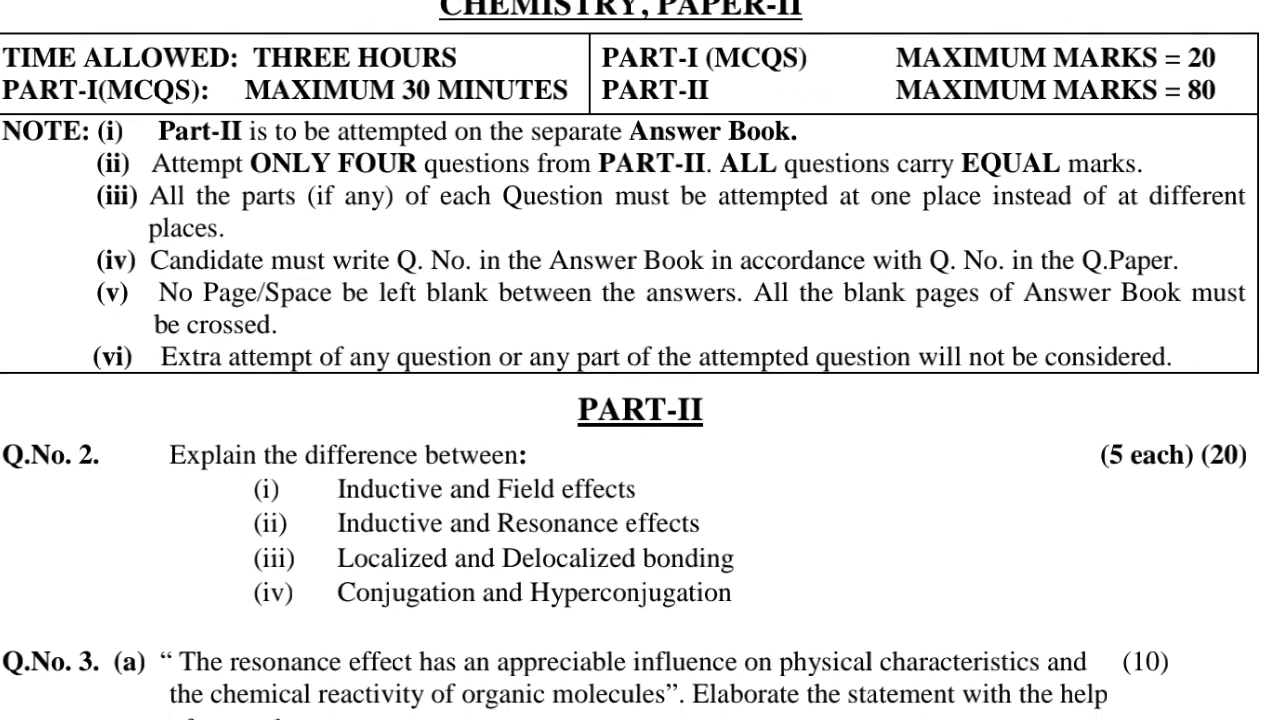 CHEMISTRY, PAPER-II
TIME ALLOWED: THREE HOURS PART-I (MCQS) MAXIMUM MARKS = 20
PART-I(MCQS): MAXIMUM 30 MINUTES PART-II MAXIMUM MARKS = 80
NOTE: (i) Part-II is to be attempted on the separate Answer Book.
(ii) Attempt ONLY FOUR questions from PART-II. ALL questions carry EQUAL marks.
(iii) All the parts (if any) of each Question must be attempted at one place instead of at different
places.
(iv) Candidate must write Q. No. in the Answer Book in accordance with Q. No. in the Q.Paper.
(v) No Page/Space be left blank between the answers. All the blank pages of Answer Book must
be crossed.
(vi) Extra attempt of any question or any part of the attempted question will not be considered.
PART-II
Q.No. 2. Explain the difference between: (5 each) (20)
(i) Inductive and Field effects
(ii) Inductive and Resonance effects
(iii) Localized and Delocalized bonding
(iv) Conjugation and Hyperconjugation
Q.No. 3. (a) “ The resonance effect has an appreciable influence on physical characteristics and (10)
the chemical reactivity of organic molecules”. Elaborate the statement with the help